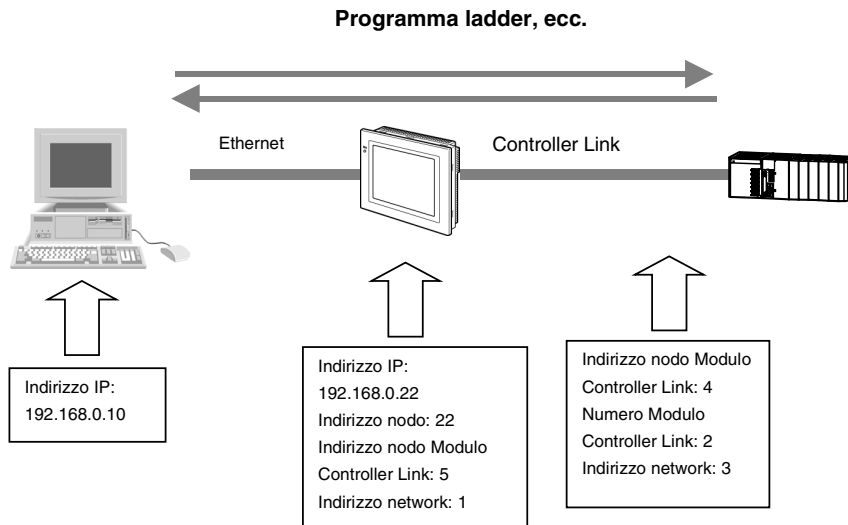 Programma ladder, ecc.
Ethernet
Controller Link
Indirizzo IP:
192.168.0.10
Indirizzo IP:
192.168.0.22
Indirizzo nodo: 22
Indirizzo nodo Modulo
Controller Link: 5
Indirizzo network: 1
Indirizzo nodo Modulo
Controller Link: 4
Numero Modulo
Controller Link: 2
Indirizzo network: 3